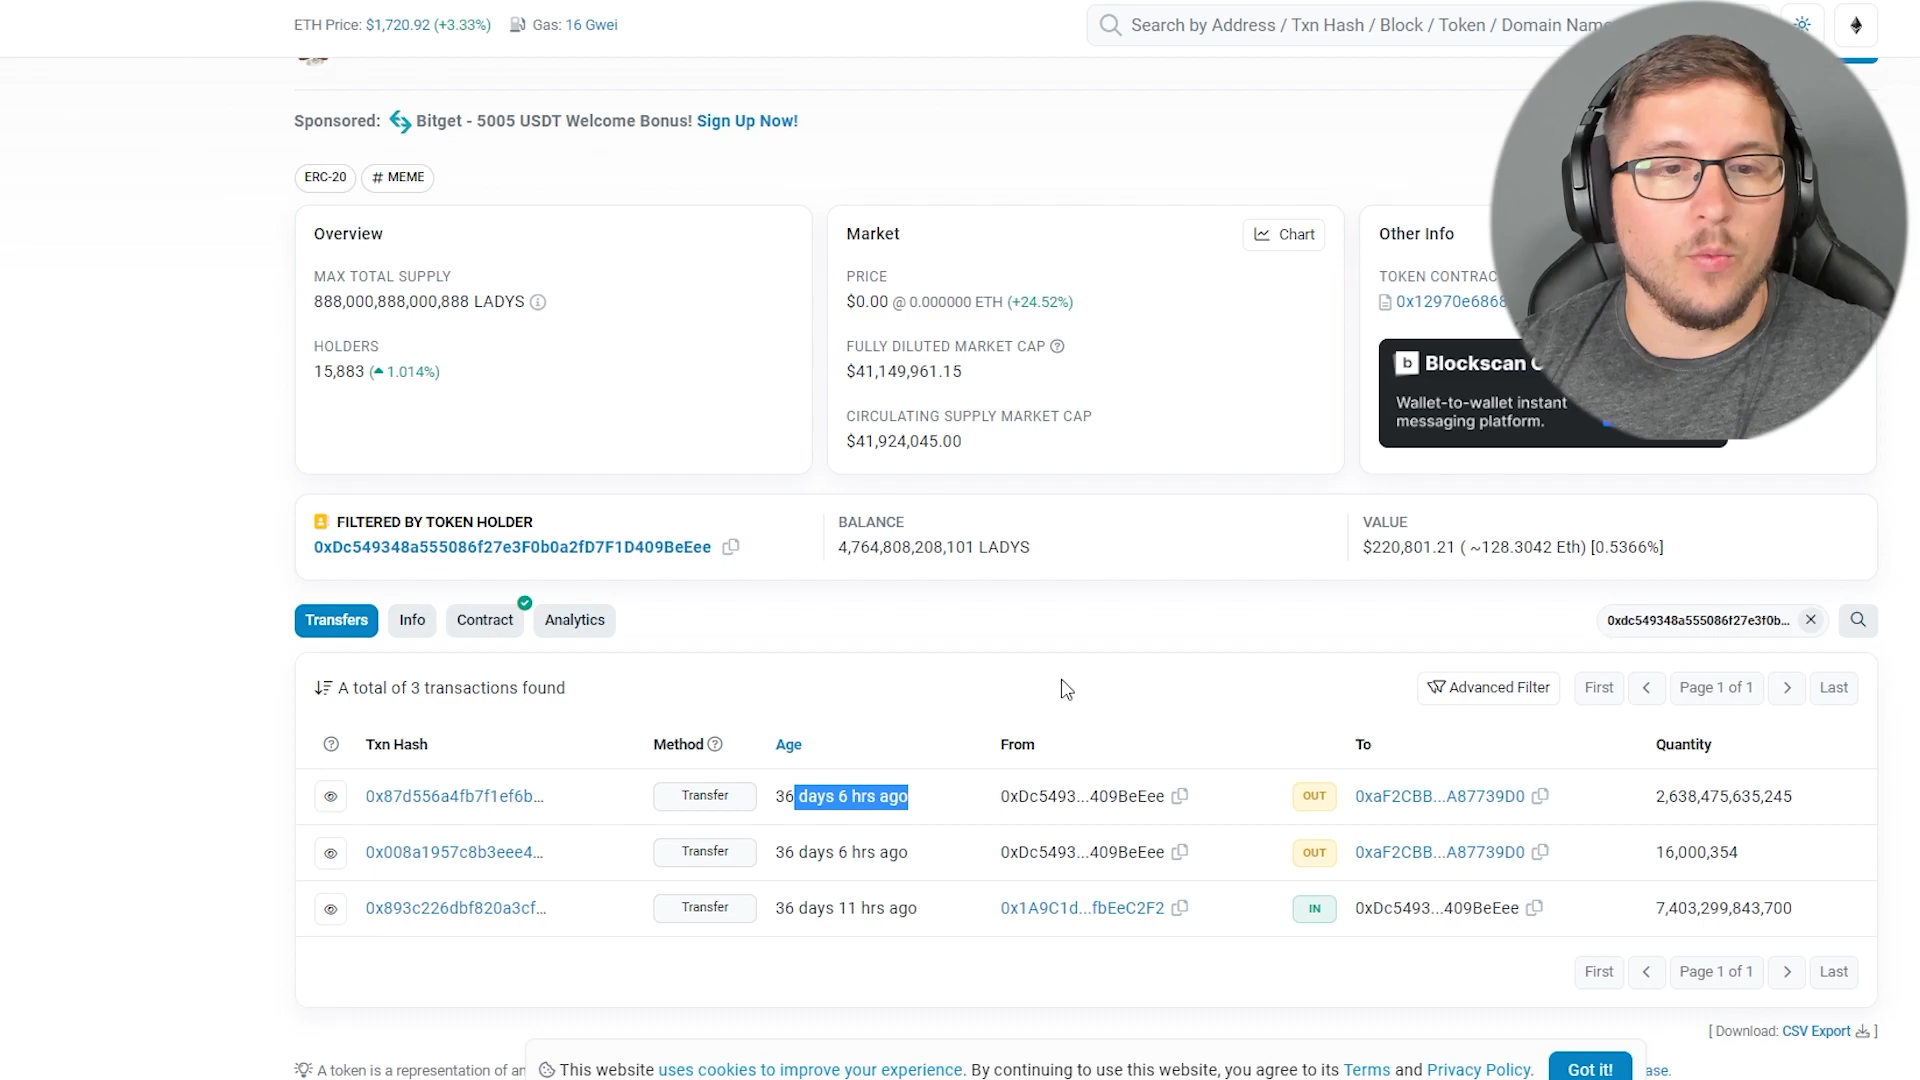 ETH Price: $1,720.92 (+3.33%) Gas: 16 Gwei
Search by Address / Txn Hash / Block / Token / Domain Name
Sponsored: Bitget - 5005 USDT Welcome Bonus! Sign Up Now!
ERC-20 # MEME
Overview
MAX TOTAL SUPPLY
888,000,888,000,888 LADYS
HOLDERS
15,883 (1.014%)
Market
Chart
PRICE
$0.00 @ 0.000000 ETH (+24.52%)
FULLY DILUTED MARKET CAP
$41,149,961.15
CIRCULATING SUPPLY MARKET CAP
$41,924,045.00
Other Info
TOKEN CONTRAC
0x12970e6868
b Blockscan C
Wallet-to-wallet instant
messaging platform.
FILTERED BY TOKEN HOLDER
0xDc549348a555086f27e3F0b0a2fD7F1D409BeEee
BALANCE
4,764,808,208,101 LADYS
VALUE
$220,801.21 ( ~128.3042 Eth) [0.5366%]
Transfers Info Contract Analytics
0xdc549348a555086f27e3f0b...
A total of 3 transactions found
Advanced Filter First Page 1 of 1 Last
Txn Hash Method Age From To Quantity
0x87d556a4fb7f1ef6b... Transfer 36 days 6 hrs ago 0xDc5493...409BeEee OUT 0xaF2CBB...A87739D0 2,638,475,635,245
0x008a1957c8b3eee4... Transfer 36 days 6 hrs ago 0xDc5493...409BeEee OUT 0xaF2CBB...A87739D0 16,000,354
0x893c226dbf820a3cf... Transfer 36 days 11 hrs ago 0x1A9C1d...fbEeC2F2 IN 0xDc5493...409BeEee 7,403,299,843,700
First Page 1 of 1 Last
[ Download: CSV Export ]
A token is a representation of an
ase.
This website uses cookies to improve your experience. By continuing to use this website, you agree to its Terms and Privacy Policy.
Got it!